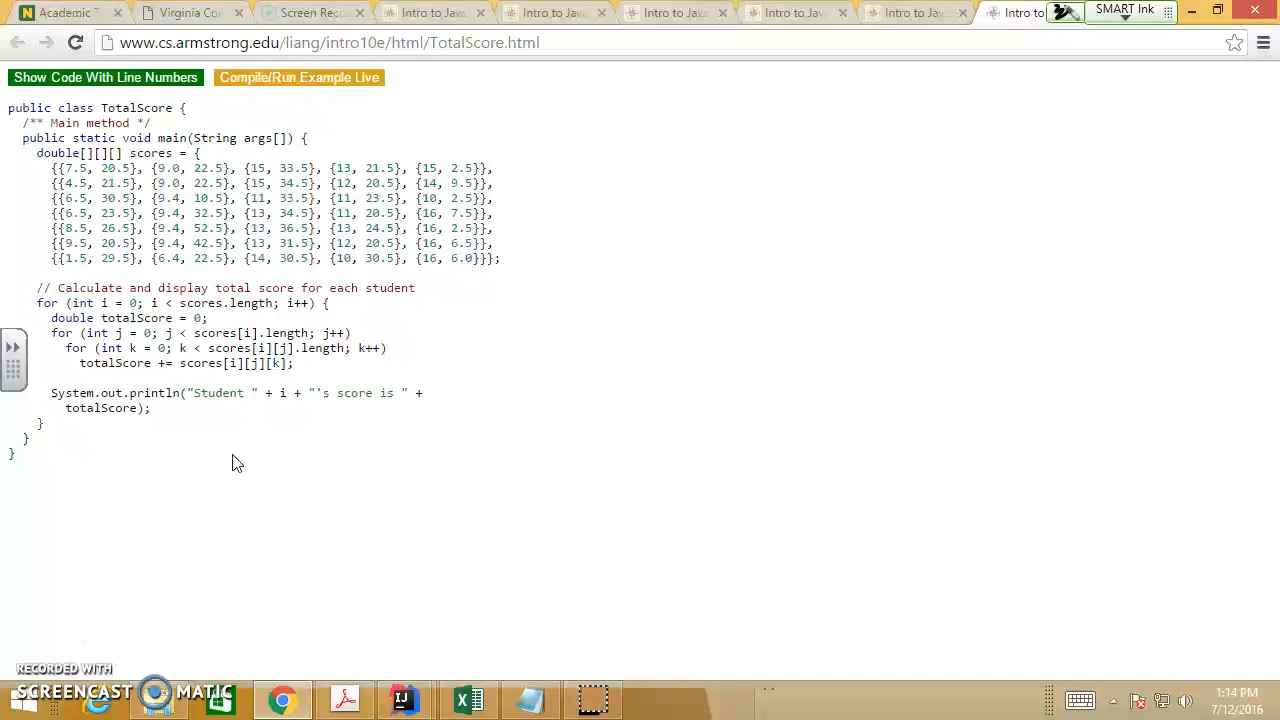 Academic T
Virginia Co
Screen Reco
Intro to Java
Intro to Java
Intro to Java
Intro to Java
Intro to Java
Intro to
SMART Ink
www.cs.armstrong.edu/liang/intro10e/html/TotalScore.html
Show Code With Line Numbers
Compile/Run Example Live
public class TotalScore {
/** Main method */
public static void main(String args[]) {
double[][][] scores = {
{{7.5, 20.5}, {9.0, 22.5}, {15, 33.5}, {13, 21.5}, {15, 2.5}},
{{4.5, 21.5}, {9.0, 22.5}, {15, 34.5}, {12, 20.5}, {14, 9.5}},
{{6.5, 30.5}, {9.4, 10.5}, {11, 33.5}, {11, 23.5}, {10, 2.5}},
{{6.5, 23.5}, {9.4, 32.5}, {13, 34.5}, {11, 20.5}, {16, 7.5}},
{{8.5, 26.5}, {9.4, 52.5}, {13, 36.5}, {13, 24.5}, {16, 2.5}},
{{9.5, 20.5}, {9.4, 42.5}, {13, 31.5}, {12, 20.5}, {16, 6.5}},
{{1.5, 29.5}, {6.4, 22.5}, {14, 30.5}, {10, 30.5}, {16, 6.0}}};
// Calculate and display total score for each student
for (int i = 0; i < scores.length; i++) {
double totalScore = 0;
for (int j = 0; j < scores[i].length; j++)
for (int k = 0; k < scores[i][j].length; k++)
totalScore += scores[i][j][k];
System.out.println("Student " + i + "'s score is " +
totalScore);
}
}
}
RECORDED WITH
SCREENCAST MATIC
1:14 PM
7/12/2016